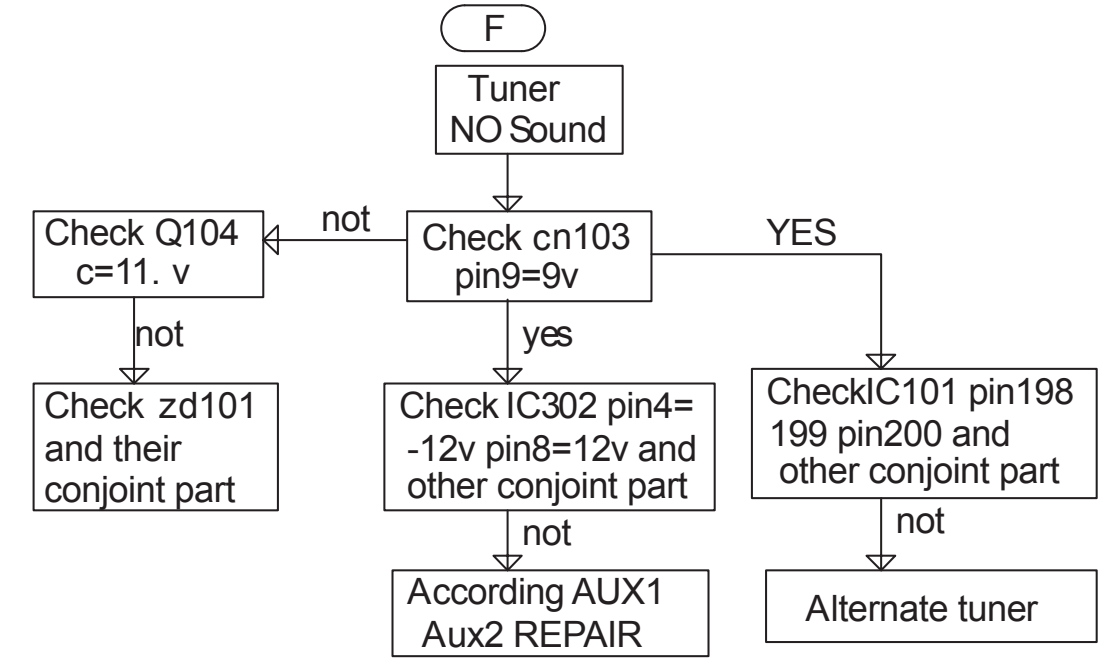 F
Tuner
NO Sound
not
YES
Check Q104
c=11. v
Check cn103
pin9=9v
not
yes
Check zd101
and their
conjoint part
Check IC302 pin4=
-12v pin8=12v and
other conjoint part
CheckIC101 pin198
199 pin200 and
other conjoint part
not
not
According AUX1
Aux2 REPAIR
Alternate tuner